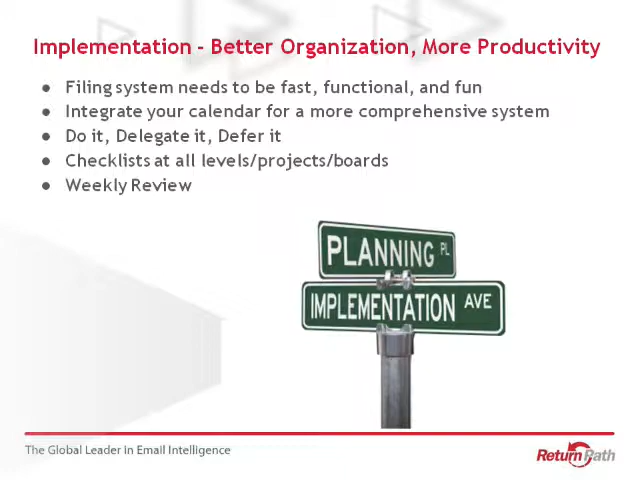 Implementation - Better Organization, More Productivity
● Filing system needs to be fast, functional, and fun
● Integrate your calendar for a more comprehensive system
● Do it, Delegate it, Defer it
● Checklists at all levels/projects/boards
● Weekly Review
PLANNING PL
IMPLEMENTATION AVE
The Global Leader in Email Intelligence
Return Path